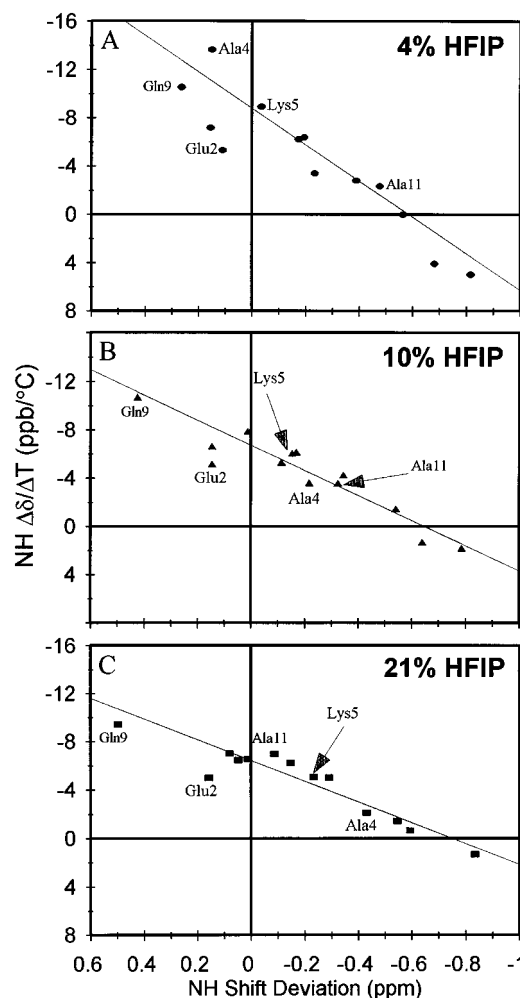 -16
A
4% HFIP
Ala4
-12
Gln9
Lys5
-8
Glu2
-4
Ala11
0
4
8
B
10% HFIP
-12
Lys5
Gln9
-8
Ala11
Glu2
-4
Ala4
0
4
NH Δδ/ΔT (ppb/°C)
-16
C
21% HFIP
-12
Lys5
Gln9
Ala11
-8
Glu2
-4
Ala4
0
4
8
0.6 0.4 0.2 0 -0.2 -0.4 -0.6 -0.8 -1
NH Shift Deviation (ppm)